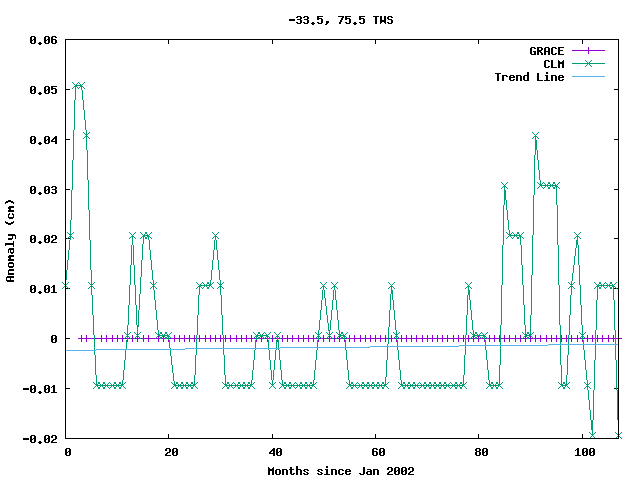 -33.5, 75.5 TWS
0.06
0.05
0.04
0.03
0.02
0.01
0
-0.01
-0.02
Anomaly (cm)
GRACE
CLM
Trend Line
0 20 40 60 80 100
Months since Jan 2002